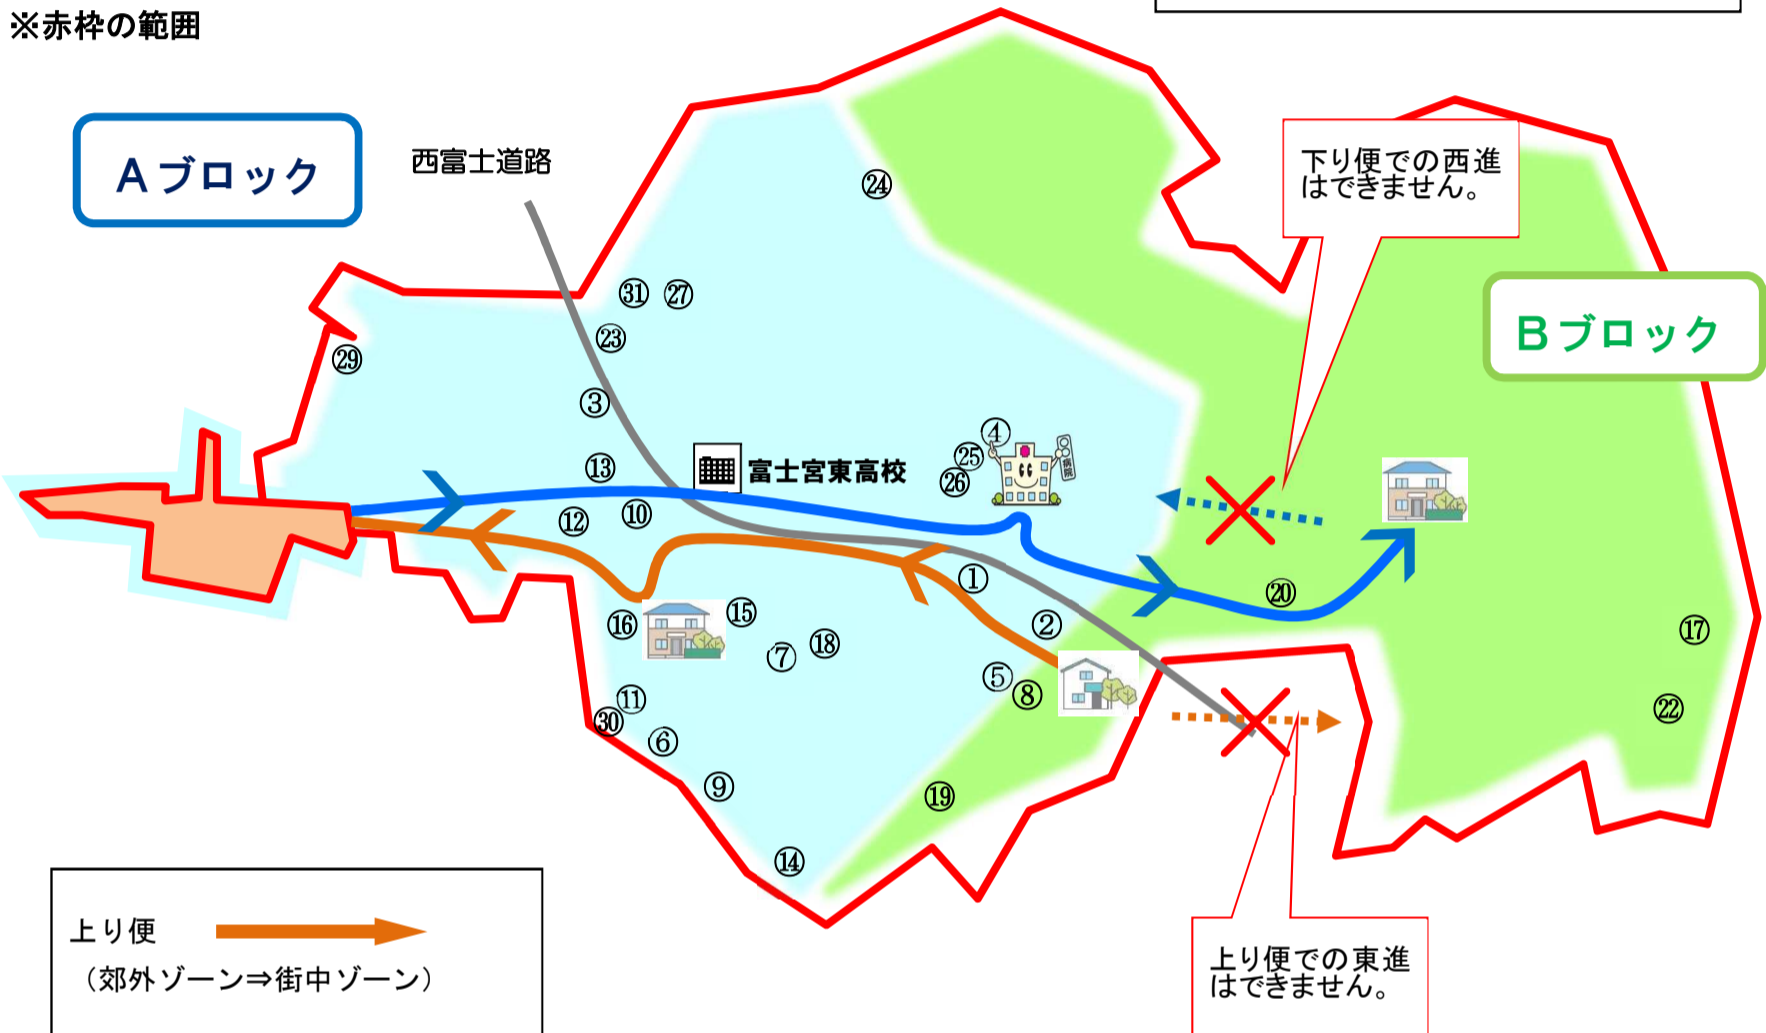 ※赤枠の範囲
Aブロック
西富士道路
㉔
下り便での西進
はできません。
㉛ ㉗
㉓
㉙
Bブロック
③
④
㉕
㉖
病院
⑬
富士宮東高校
⑫ ⑩
①
⑳
②
⑯ ⑮
⑦ ⑱
⑰
⑤ ⑧
⑪
㉚
⑥
㉒
⑨
⑲
⑭
上り便
(郊外ゾーン⇒街中ゾーン)
上り便での東進
はできません。